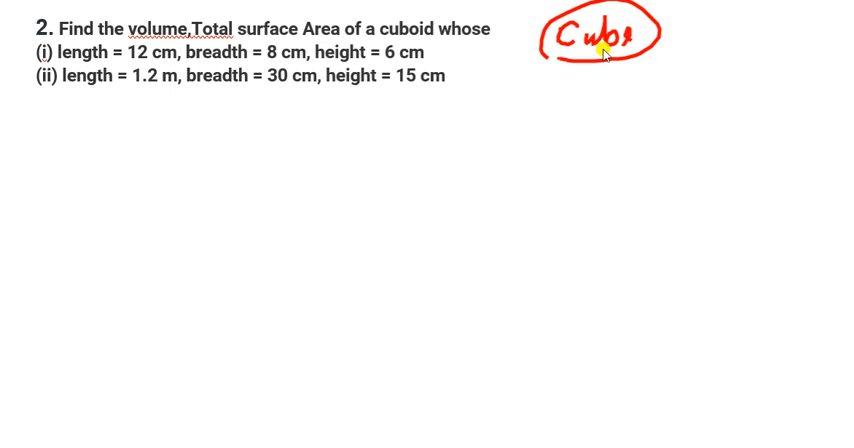 2. Find the volume,Total surface Area of a cuboid whose
(i) length = 12 cm, breadth = 8 cm, height = 6 cm
(ii) length = 1.2 m, breadth = 30 cm, height = 15 cm
Cube